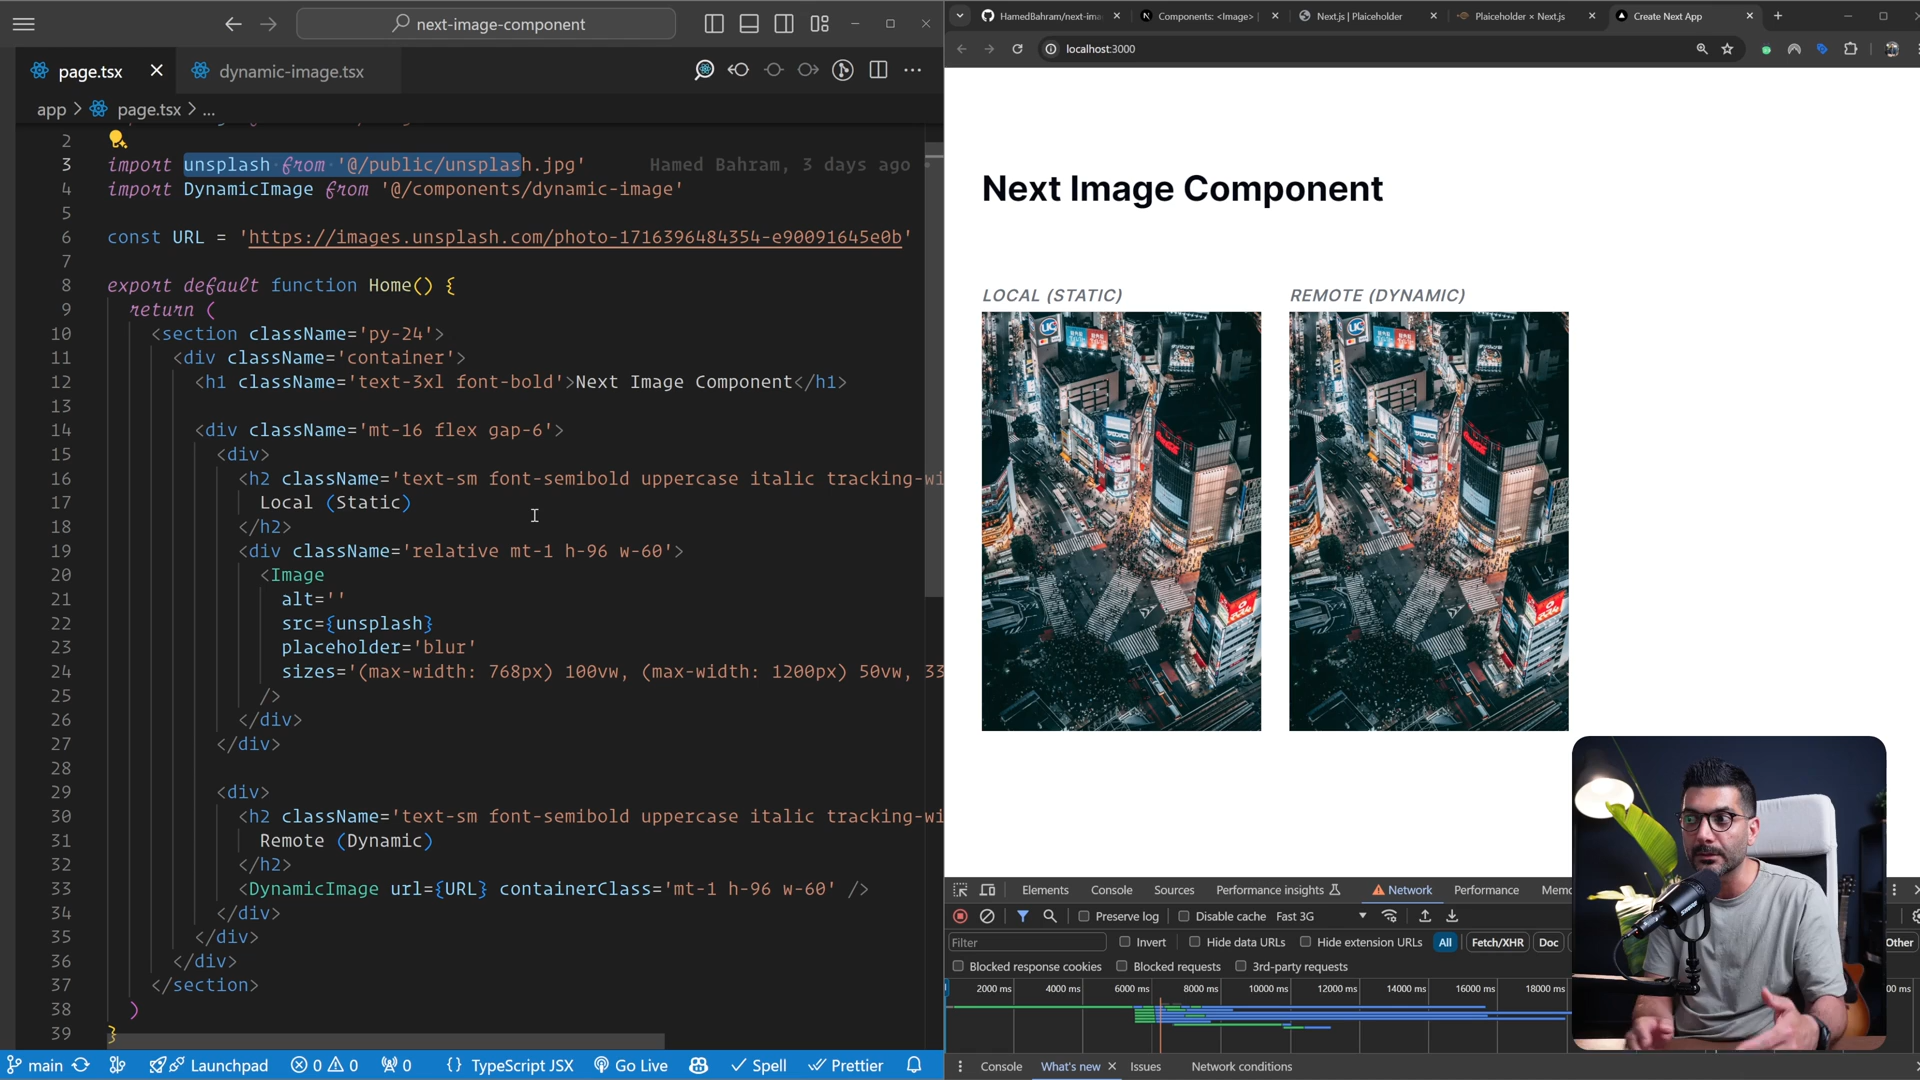 next-image-component
page.tsx
dynamic-image.tsx
app > page.tsx > ...
2
3 import unsplash from '@/public/unsplash.jpg' Hamed Bahram, 3 days ago
4 import DynamicImage from '@/components/dynamic-image'
5
6 const URL = 'https://images.unsplash.com/photo-1716396484354-e90091645e0b'
7
8 export default function Home() {
9 return (
10 <section className='py-24'>
11 <div className='container'>
12 <h1 className='text-3xl font-bold'>Next Image Component</h1>
13
14 <div className='mt-16 flex gap-6'>
15 <div>
16 <h2 className='text-sm font-semibold uppercase italic tracking-wi
17 Local (Static)
18 </h2>
19 <div className='relative mt-1 h-96 w-60'>
20 <Image
21 alt=''
22 src={unsplash}
23 placeholder='blur'
24 sizes='(max-width: 768px) 100vw, (max-width: 1200px) 50vw, 33
25 />
26 </div>
27 </div>
28
29 <div>
30 <h2 className='text-sm font-semibold uppercase italic tracking-wi
31 Remote (Dynamic)
32 </h2>
33 <DynamicImage url={URL} containerClass='mt-1 h-96 w-60' />
34 </div>
35 </div>
36 </div>
37 </section>
38 )
39 }
main Launchpad 0 0 0 TypeScript JSX Go Live Spell Prettier
HamedBahram/next-ima Components: <Image> | Next.js | Plaiceholder Plaiceholder × Next.js Create Next App
localhost:3000
Next Image Component
LOCAL (STATIC) REMOTE (DYNAMIC)
Elements Console Sources Performance insights Network Performance Memo
Preserve log Disable cache Fast 3G
Filter Invert Hide data URLs Hide extension URLs All Fetch/XHR Doc Other
Blocked response cookies Blocked requests 3rd-party requests
2000 ms 4000 ms 6000 ms 8000 ms 10000 ms 12000 ms 14000 ms 16000 ms 18000 ms 00 ms
Console What's new Issues Network conditions